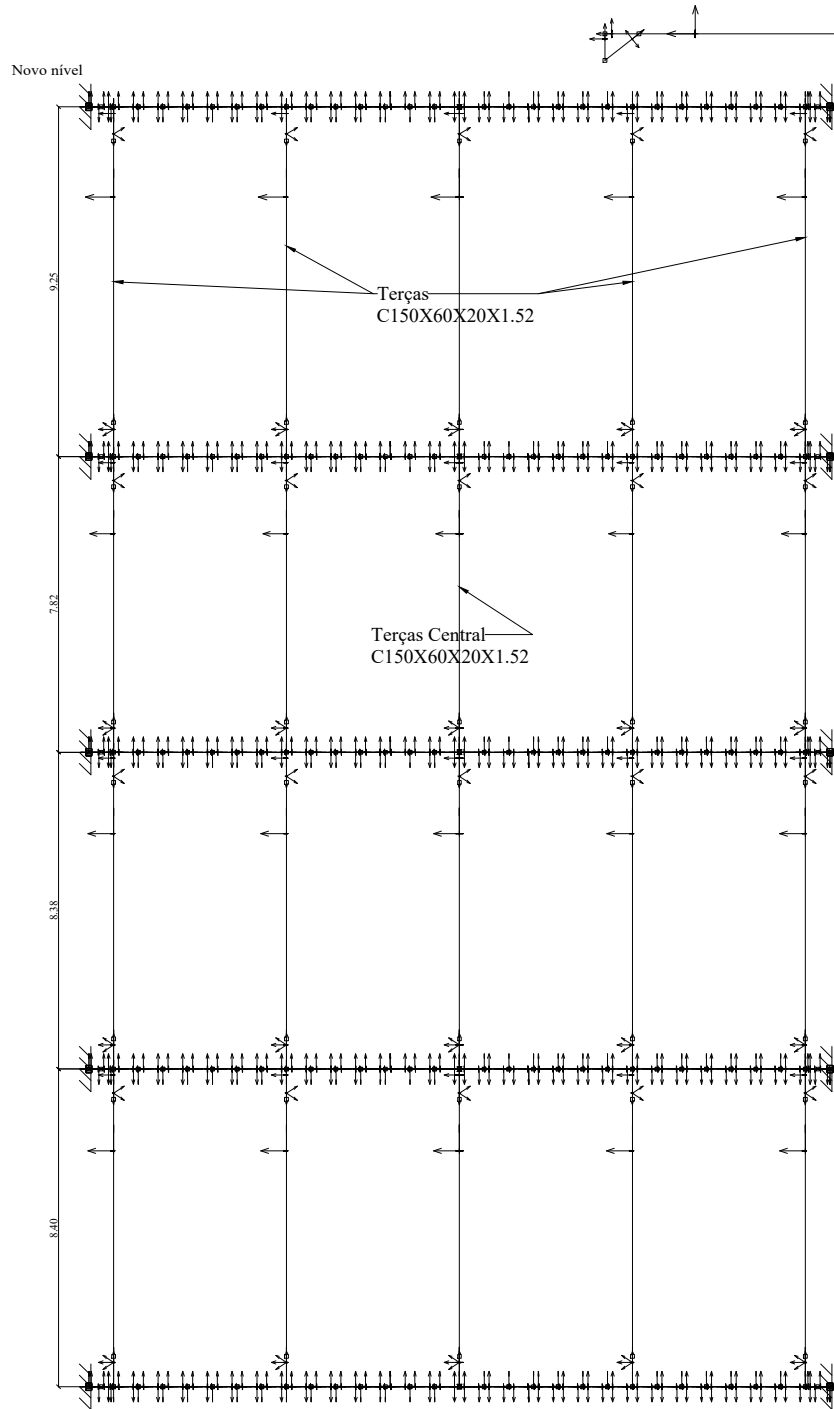 Novo nível
9.25
Terças
C150X60X20X1.52
7.82
Terças Central
C150X60X20X1.52
8.38
8.40